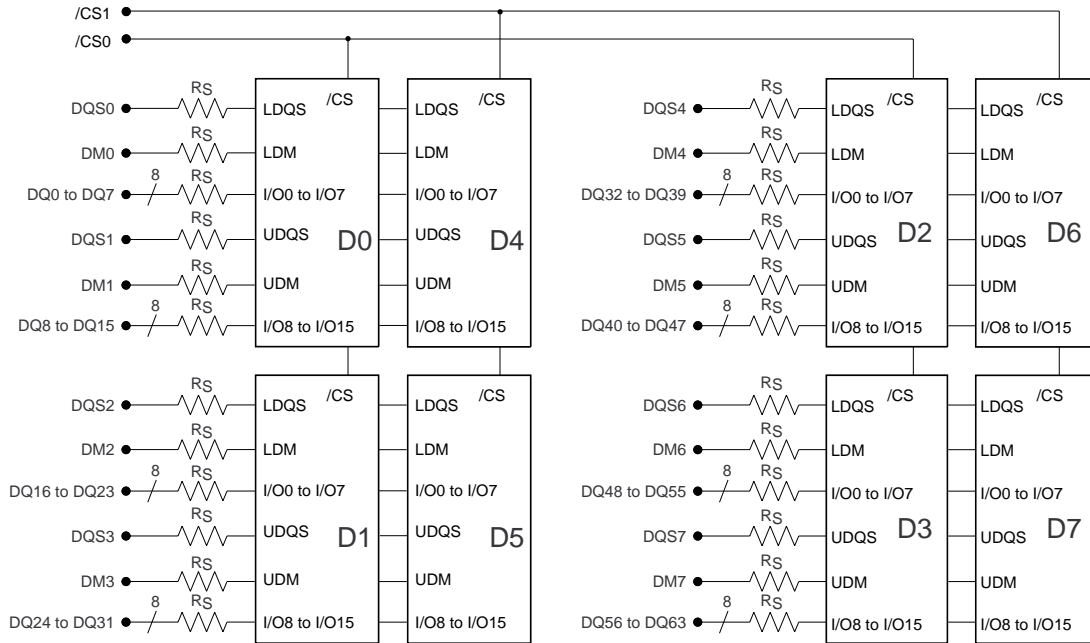 /CS1
/CS0
RS
/CS
/CS
DQS0
LDQS
LDQS
RS
DM0
LDM
LDM
8
RS
DQ0 to DQ7
I/O0 to I/O7
I/O0 to I/O7
RS
DQS1
UDQS
D0
UDQS
D4
RS
DM1
UDM
UDM
8
RS
DQ8 to DQ15
I/O8 to I/O15
I/O8 to I/O15
RS
/CS
/CS
DQS4
LDQS
LDQS
RS
DM4
LDM
LDM
8
RS
DQ32 to DQ39
I/O0 to I/O7
I/O0 to I/O7
RS
DQS5
UDQS
D2
UDQS
D6
RS
DM5
UDM
UDM
8
RS
DQ40 to DQ47
I/O8 to I/O15
I/O8 to I/O15
RS
/CS
/CS
DQS2
LDQS
LDQS
RS
DM2
LDM
LDM
8
RS
DQ16 to DQ23
I/O0 to I/O7
I/O0 to I/O7
RS
DQS3
UDQS
D1
UDQS
D5
RS
DM3
UDM
UDM
8
RS
DQ24 to DQ31
I/O8 to I/O15
I/O8 to I/O15
RS
/CS
/CS
DQS6
LDQS
LDQS
RS
DM6
LDM
LDM
8
RS
DQ48 to DQ55
I/O0 to I/O7
I/O0 to I/O7
RS
DQS7
UDQS
D3
UDQS
D7
RS
DM7
UDM
UDM
8
RS
DQ56 to DQ63
I/O8 to I/O15
I/O8 to I/O15